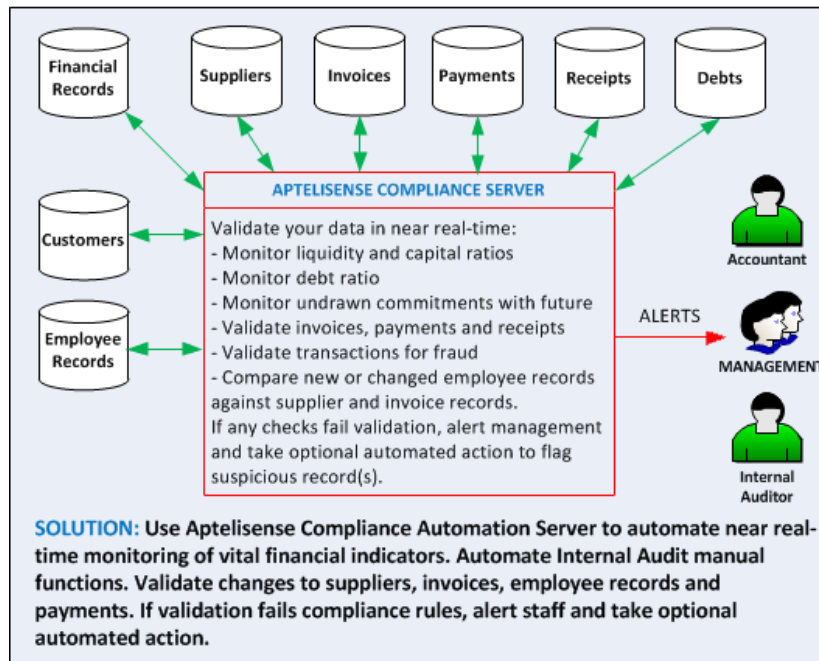 Financial
Records
Suppliers
Invoices
Payments
Receipts
Debts
Customers
Employee
Records
APTELISENSE COMPLIANCE SERVER
Validate your data in near real-time:
- Monitor liquidity and capital ratios
- Monitor debt ratio
- Monitor undrawn commitments with future
- Validate invoices, payments and receipts
- Validate transactions for fraud
- Compare new or changed employee records
against supplier and invoice records.
If any checks fail validation, alert management
and take optional automated action to flag
suspicious record(s).
ALERTS
Accountant
MANAGEMENT
Internal
Auditor
SOLUTION: Use Aptelisense Compliance Automation Server to automate near real-
time monitoring of vital financial indicators. Automate Internal Audit manual
functions. Validate changes to suppliers, invoices, employee records and
payments. If validation fails compliance rules, alert staff and take optional
automated action.